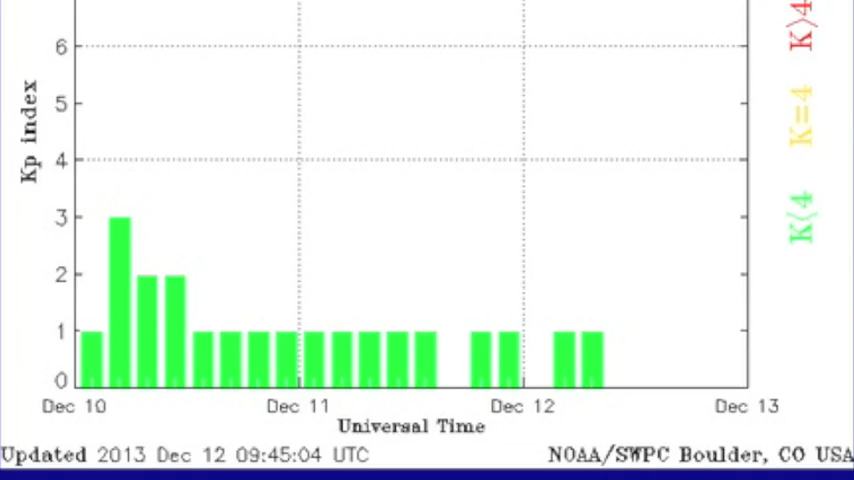 6
5
4
3
2
1
0
Kp index
Dec 10 Dec 11 Dec 12 Dec 13
Universal Time
Updated 2013 Dec 12 09:45:04 UTC NOAA/SWPC Boulder, CO USA
K<4 K=4 K>4